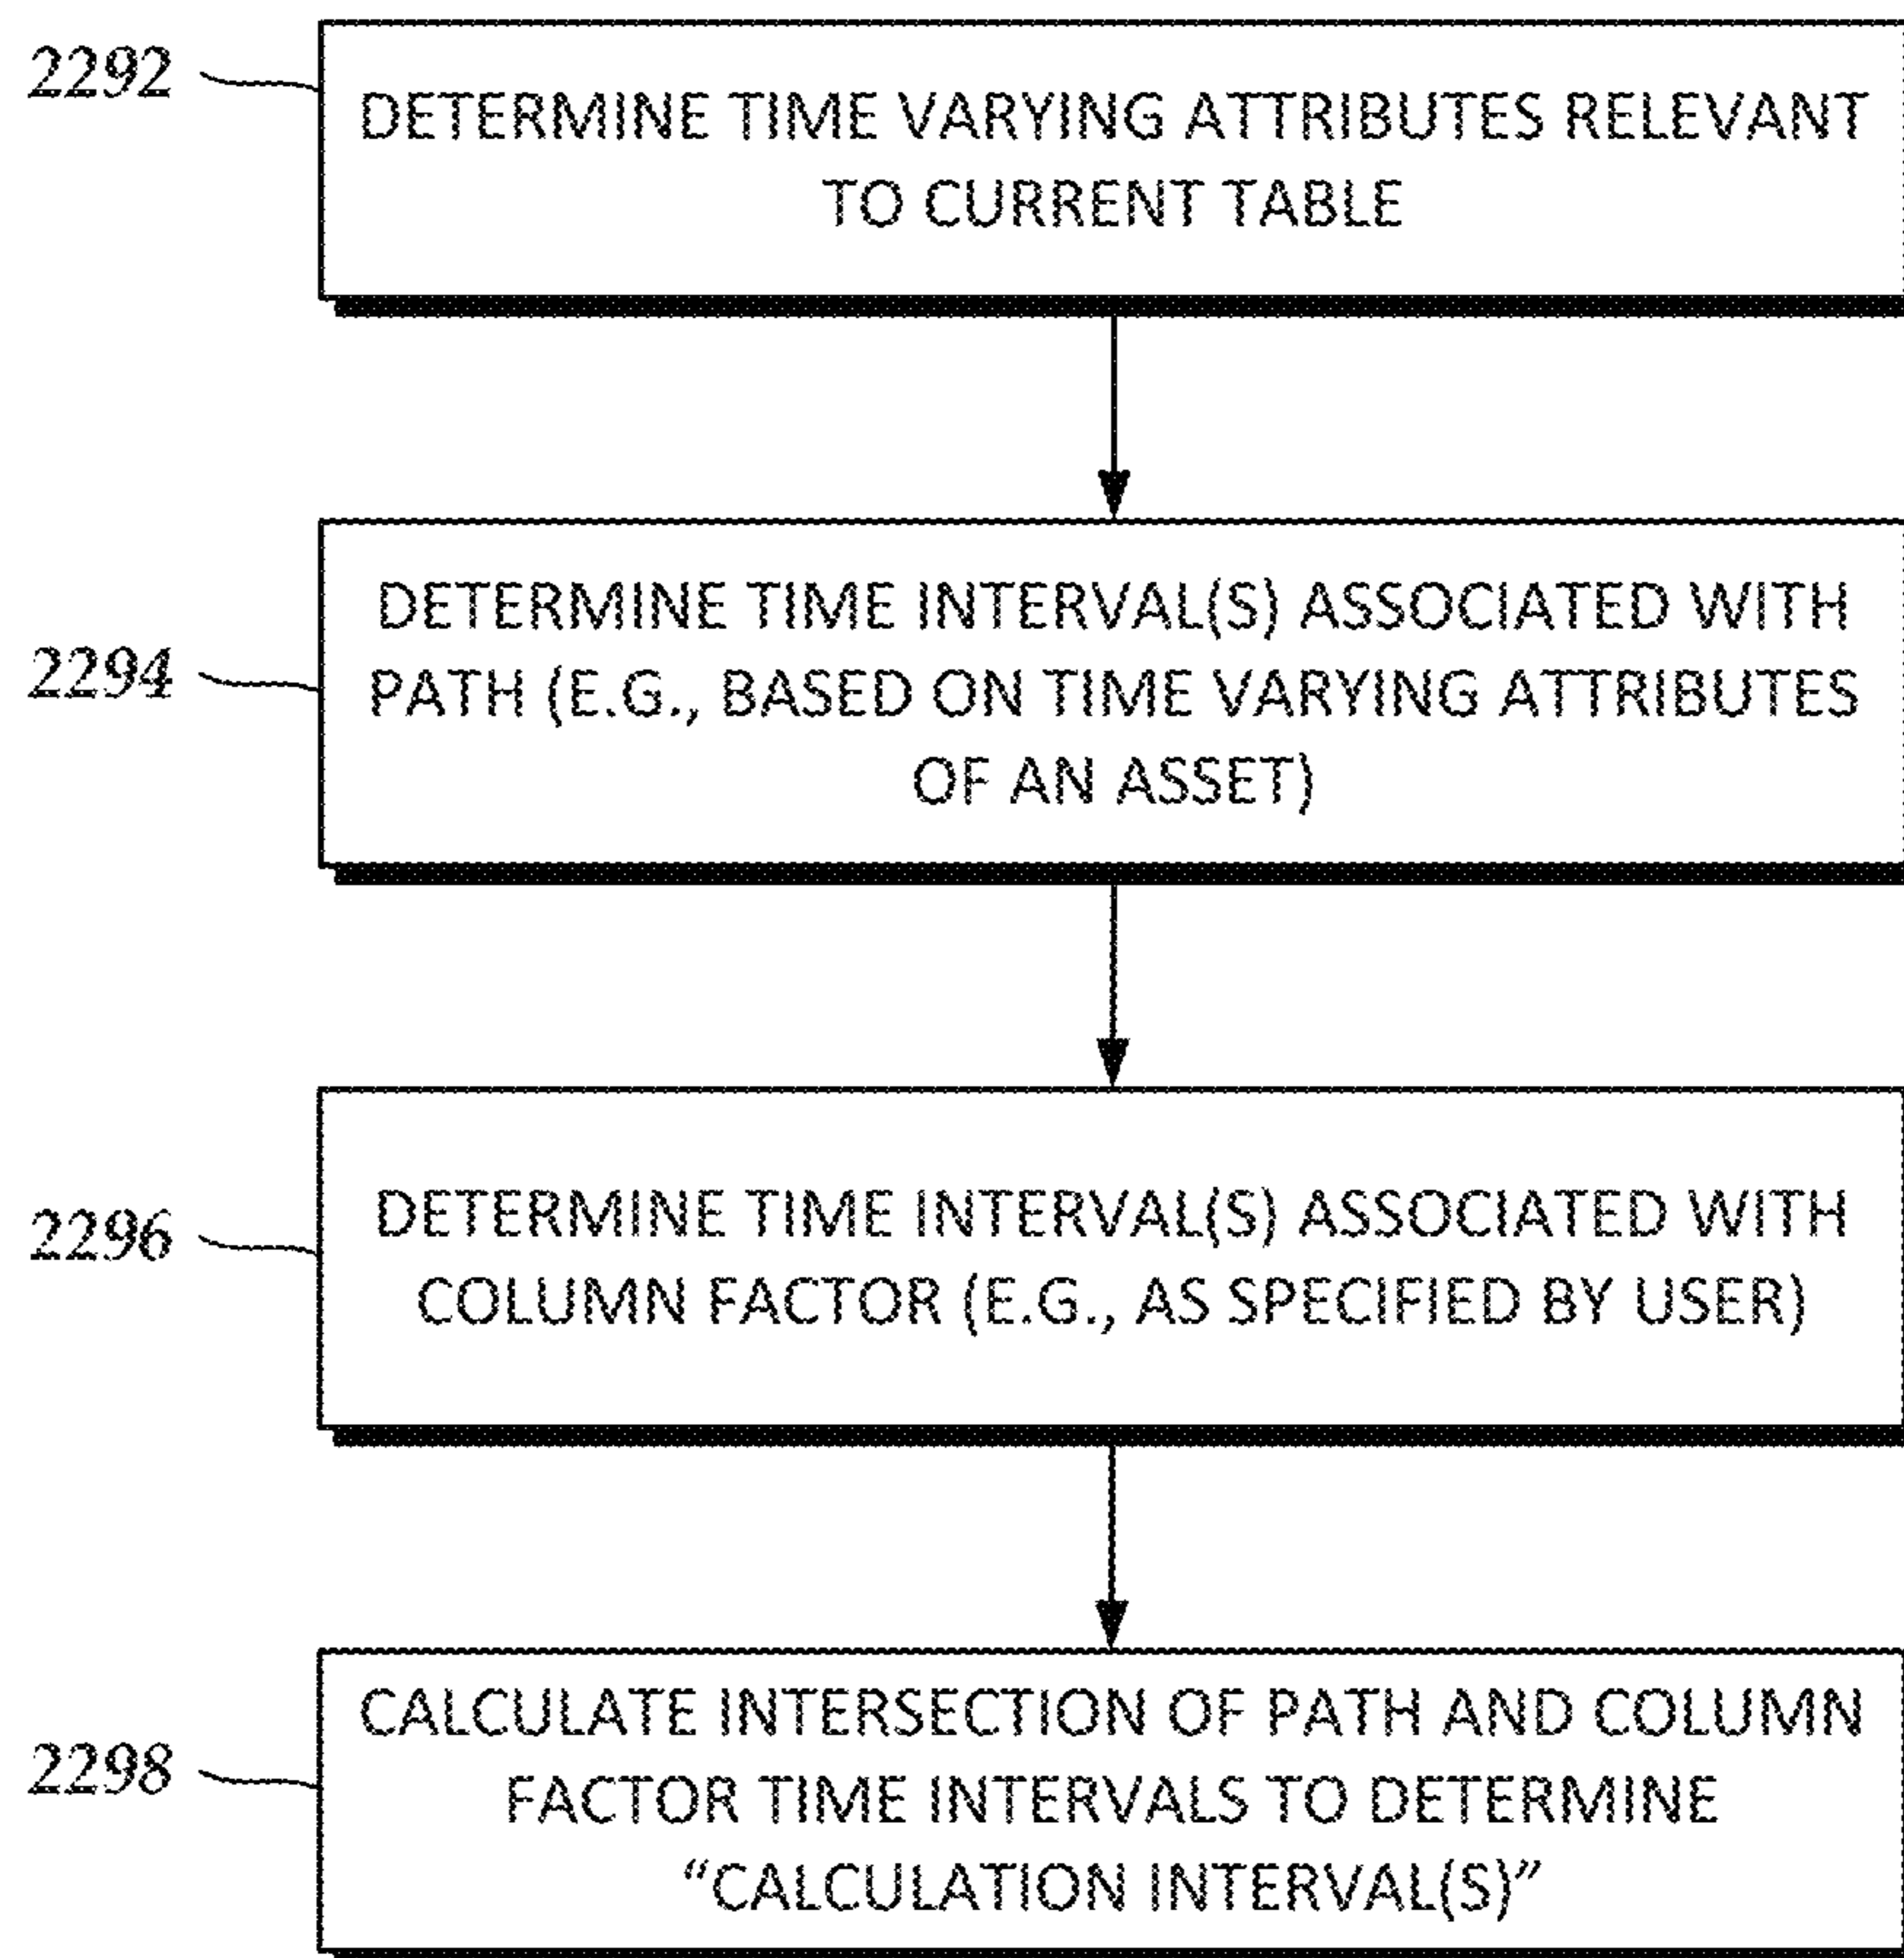 2292
DETERMINE TIME VARYING ATTRIBUTES RELEVANT
TO CURRENT TABLE
2294
DETERMINE TIME INTERVAL(S) ASSOCIATED WITH
PATH (E.G., BASED ON TIME VARYING ATTRIBUTES
OF AN ASSET)
2296
DETERMINE TIME INTERVAL(S) ASSOCIATED WITH
COLUMN FACTOR (E.G., AS SPECIFIED BY USER)
2298
CALCULATE INTERSECTION OF PATH AND COLUMN
FACTOR TIME INTERVALS TO DETERMINE
“CALCULATION INTERVAL(S)”